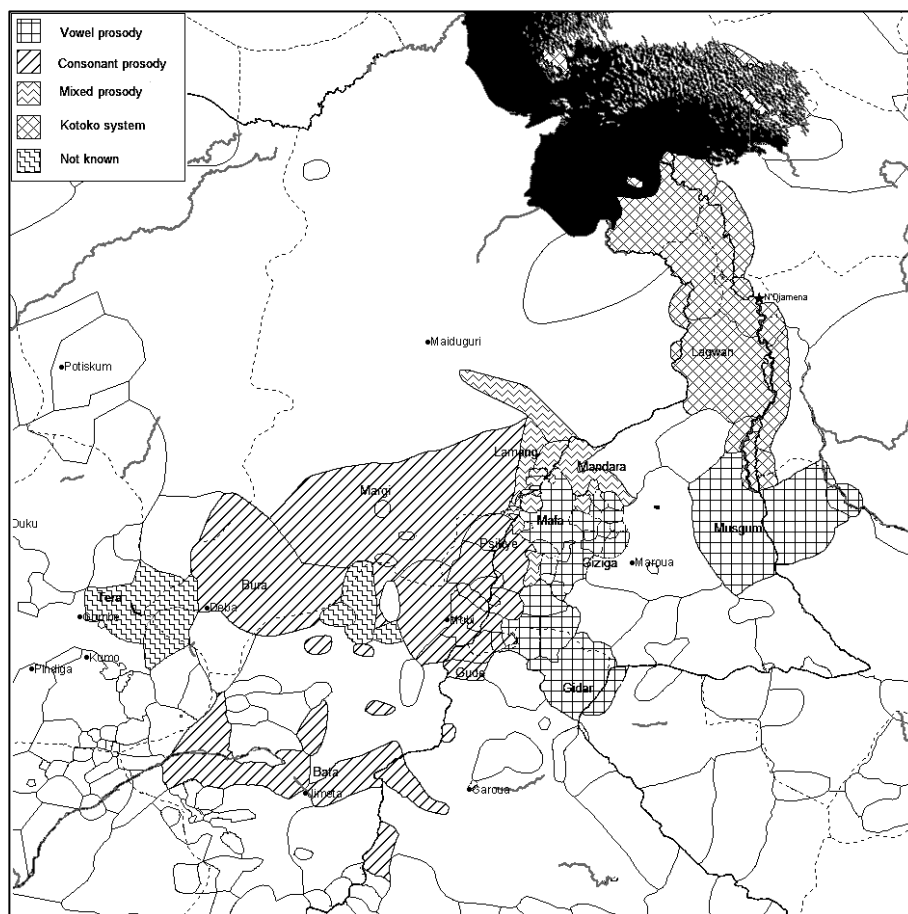 Vowel prosody
Consonant prosody
Mixed prosody
Kotoko system
Not known
N'Djamena
Maiduguri
Lagwan
Potiskum
Lamang
Mandara
Margi
Mafa
Musgum
Duku
Psikye
Giziga
Maroua
Bura
Tera
Deba
Gombe
Mubi
Kumo
Pindiga
Gude
Gidar
Bata
Garoua
Jimeta